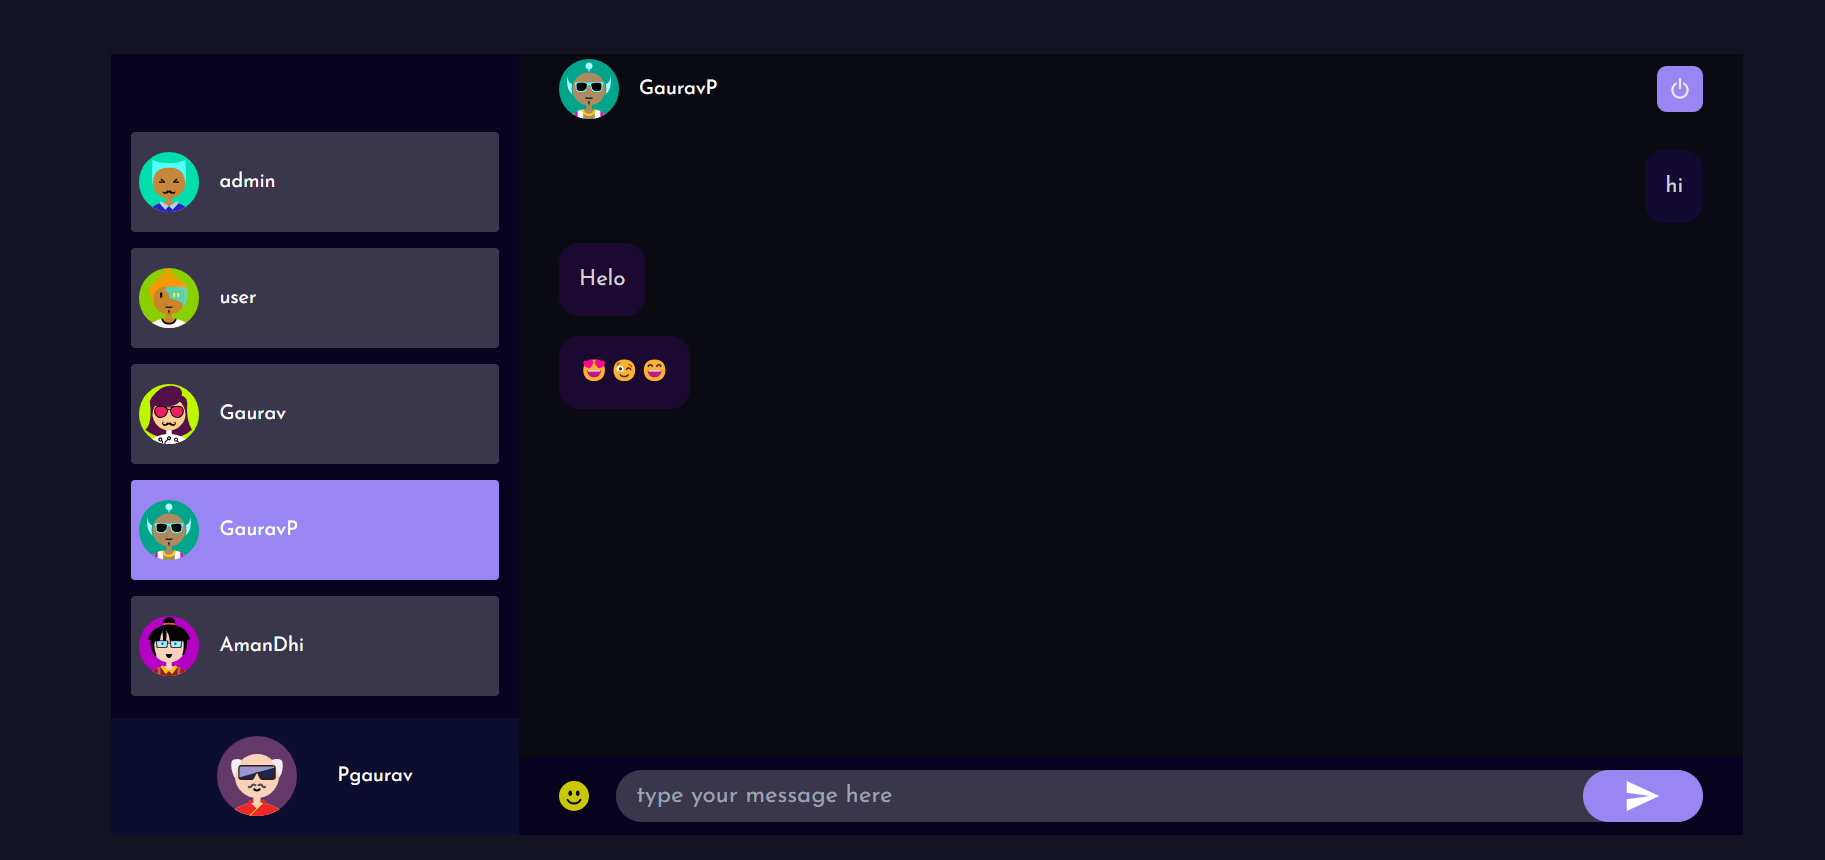 admin
user
Gaurav
GauravP
AmanDhi
Pgaurav
GauravP
hi
Helo
😍 😉 😄
type your message here